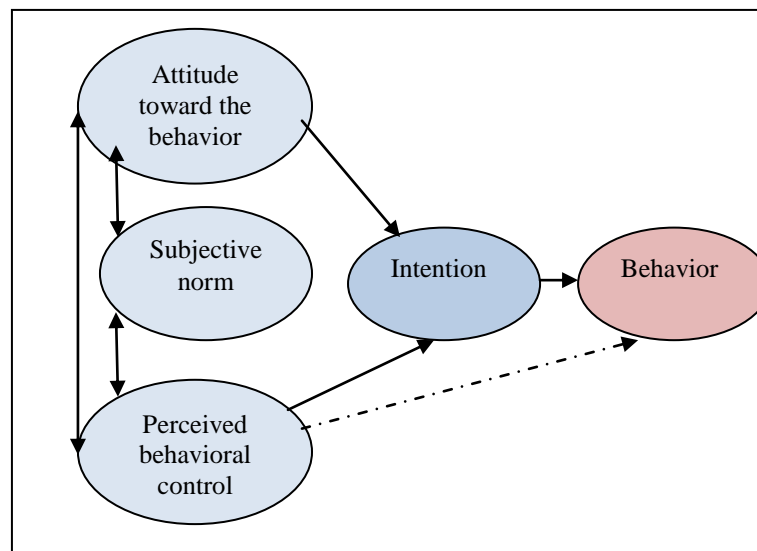 Attitude
toward the
behavior
Subjective
norm
Intention
Behavior
Perceived
behavioral
control